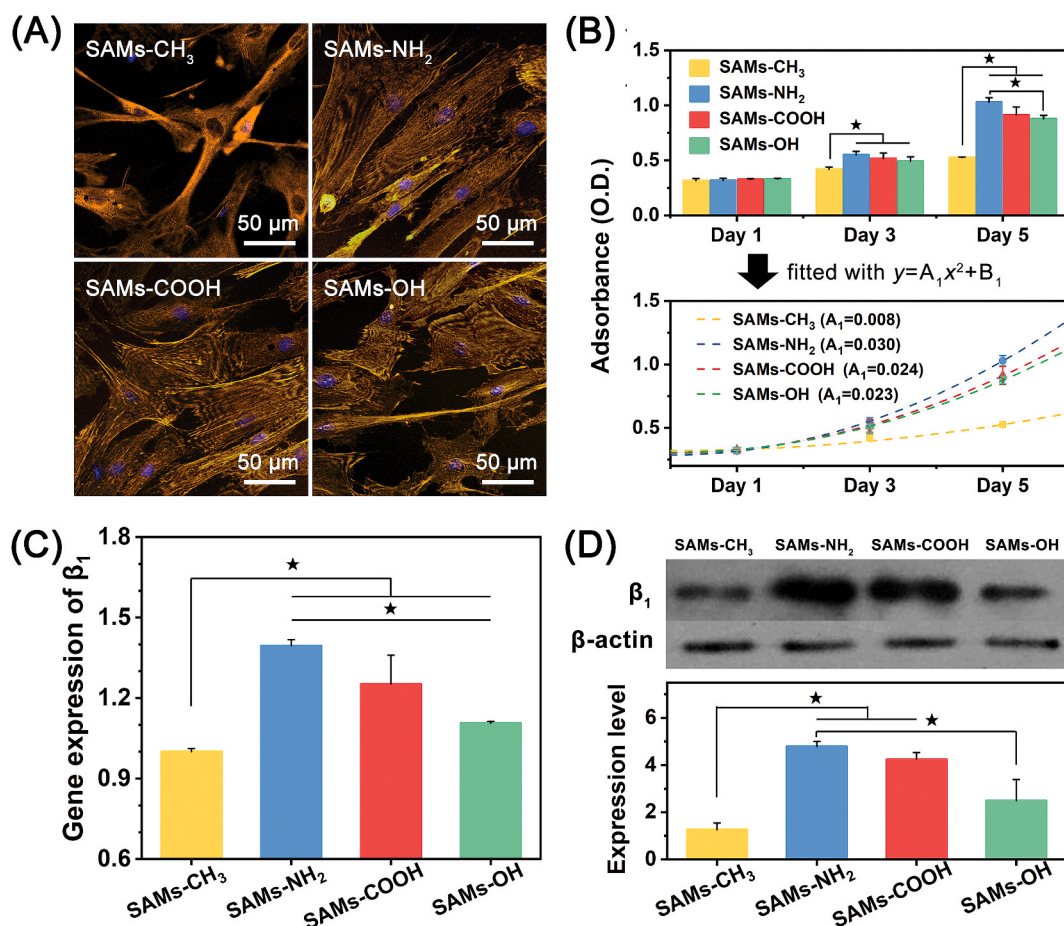 (A)
SAMs-CH₃
SAMs-NH₂
50 μm
50 μm
SAMs-COOH
SAMs-OH
50 μm
50 μm
(B)
Adsorbance (O.D.)
1.5
1.0
0.5
0.0
SAMs-CH₃
SAMs-NH₂
SAMs-COOH
SAMs-OH
★
★
★
Day 1
Day 3
Day 5
fitted with y=A₁x²+B₁
1.5
1.0
0.5
SAMs-CH₃ (A₁=0.008)
SAMs-NH₂ (A₁=0.030)
SAMs-COOH (A₁=0.024)
SAMs-OH (A₁=0.023)
Day 1
Day 3
Day 5
(C)
Gene expression of β₁
1.8
1.5
1.2
0.9
0.6
★
★
SAMs-CH₃
SAMs-NH₂
SAMs-COOH
SAMs-OH
(D)
SAMs-CH₃ SAMs-NH₂ SAMs-COOH SAMs-OH
β₁
β-actin
Expression level
6
4
2
0
★
★
SAMs-CH₃
SAMs-NH₂
SAMs-COOH
SAMs-OH